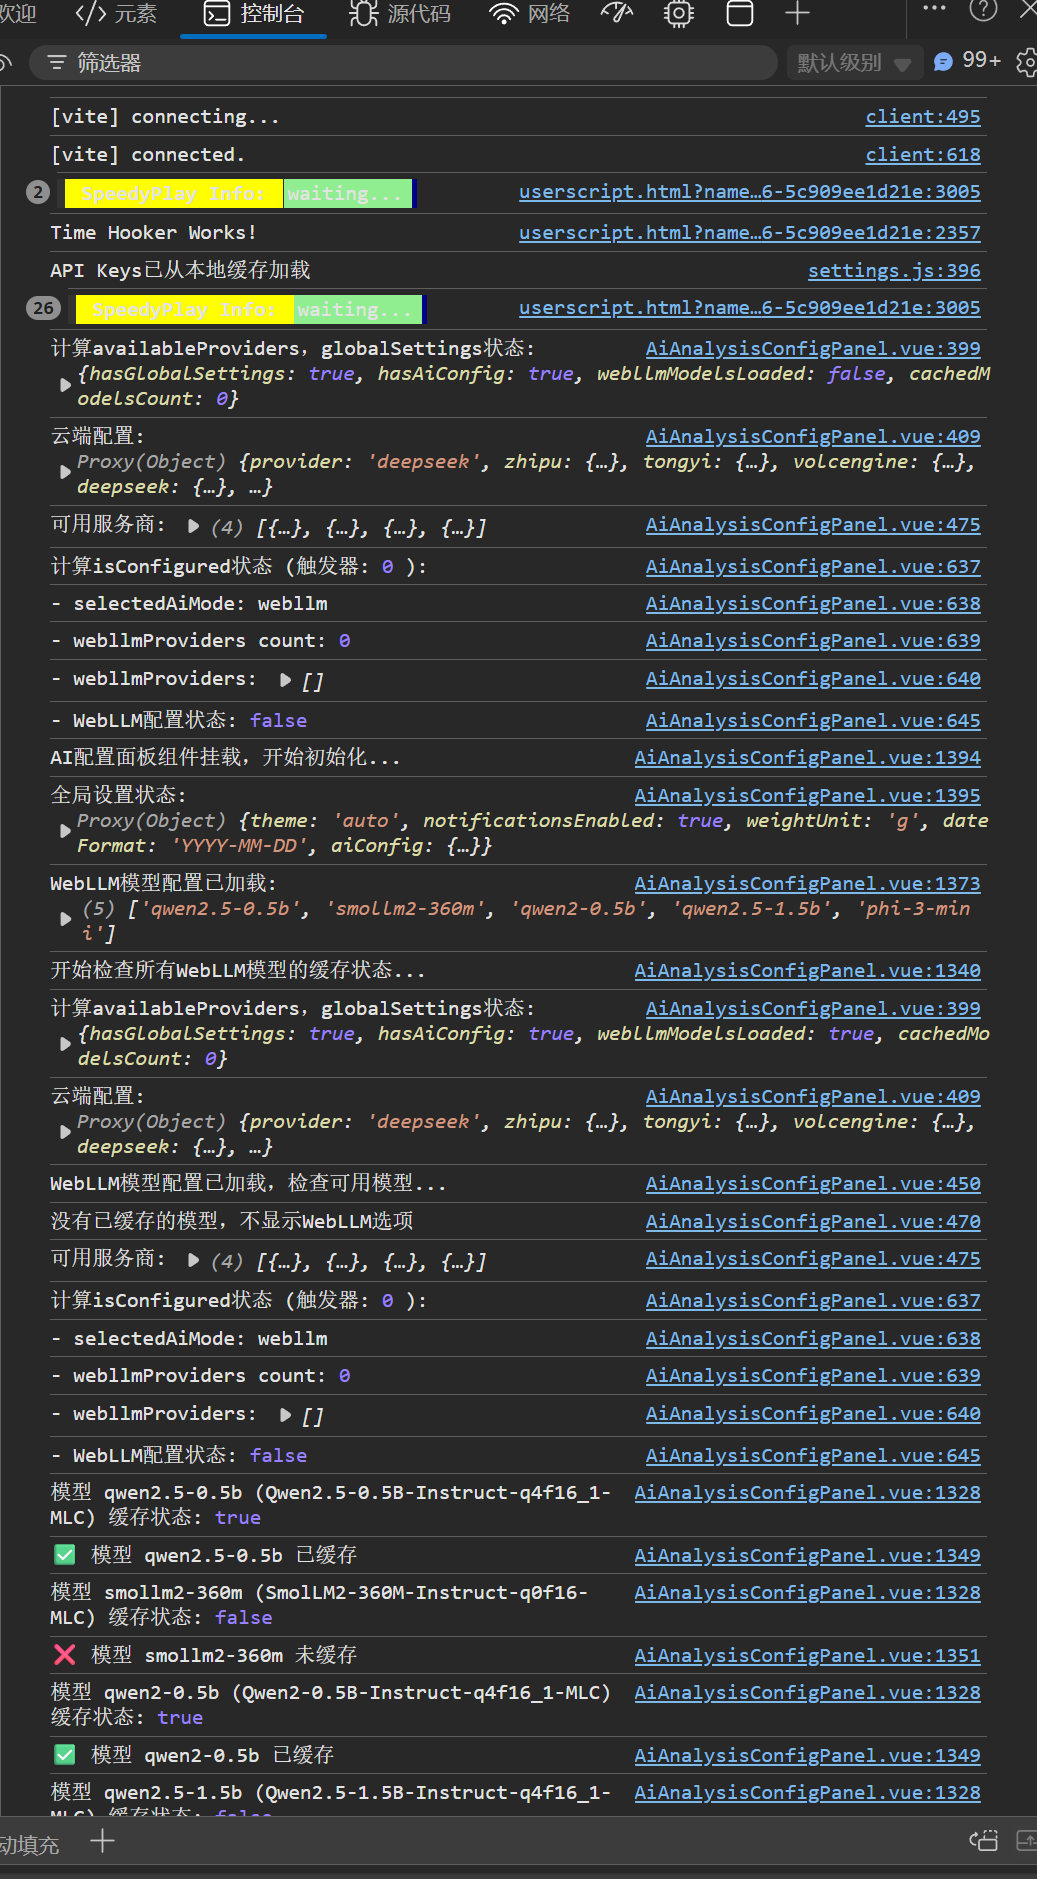 欢迎 </> 元素 控制台 源代码 网络
筛选器 默认级别 99+
[vite] connecting... client:495
[vite] connected. client:618
2 SpeedyPlay Info: waiting... userscript.html?name…6-5c909ee1d21e:3005
Time Hooker Works! userscript.html?name…6-5c909ee1d21e:2357
API Keys已从本地缓存加载 settings.js:396
26 SpeedyPlay Info: waiting... userscript.html?name…6-5c909ee1d21e:3005
计算availableProviders，globalSettings状态: AiAnalysisConfigPanel.vue:399
{hasGlobalSettings: true, hasAiConfig: true, webllmModelsLoaded: false, cachedM
odelsCount: 0}
云端配置: AiAnalysisConfigPanel.vue:409
Proxy(Object) {provider: 'deepseek', zhipu: {…}, tongyi: {…}, volcengine: {…},
deepseek: {…}, …}
可用服务商: (4) [{…}, {…}, {…}, {…}] AiAnalysisConfigPanel.vue:475
计算isConfigured状态 (触发器: 0 ): AiAnalysisConfigPanel.vue:637
- selectedAiMode: webllm AiAnalysisConfigPanel.vue:638
- webllmProviders count: 0 AiAnalysisConfigPanel.vue:639
- webllmProviders: [] AiAnalysisConfigPanel.vue:640
- WebLLM配置状态: false AiAnalysisConfigPanel.vue:645
AI配置面板组件挂载，开始初始化... AiAnalysisConfigPanel.vue:1394
全局设置状态: AiAnalysisConfigPanel.vue:1395
Proxy(Object) {theme: 'auto', notificationsEnabled: true, weightUnit: 'g', date
Format: 'YYYY-MM-DD', aiConfig: {…}}
WebLLM模型配置已加载: AiAnalysisConfigPanel.vue:1373
(5) ['qwen2.5-0.5b', 'smollm2-360m', 'qwen2-0.5b', 'qwen2.5-1.5b', 'phi-3-min
i']
开始检查所有WebLLM模型的缓存状态... AiAnalysisConfigPanel.vue:1340
计算availableProviders，globalSettings状态: AiAnalysisConfigPanel.vue:399
{hasGlobalSettings: true, hasAiConfig: true, webllmModelsLoaded: true, cachedMo
delsCount: 0}
云端配置: AiAnalysisConfigPanel.vue:409
Proxy(Object) {provider: 'deepseek', zhipu: {…}, tongyi: {…}, volcengine: {…},
deepseek: {…}, …}
WebLLM模型配置已加载，检查可用模型... AiAnalysisConfigPanel.vue:450
没有已缓存的模型，不显示WebLLM选项 AiAnalysisConfigPanel.vue:470
可用服务商: (4) [{…}, {…}, {…}, {…}] AiAnalysisConfigPanel.vue:475
计算isConfigured状态 (触发器: 0 ): AiAnalysisConfigPanel.vue:637
- selectedAiMode: webllm AiAnalysisConfigPanel.vue:638
- webllmProviders count: 0 AiAnalysisConfigPanel.vue:639
- webllmProviders: [] AiAnalysisConfigPanel.vue:640
- WebLLM配置状态: false AiAnalysisConfigPanel.vue:645
模型 qwen2.5-0.5b (Qwen2.5-0.5B-Instruct-q4f16_1- AiAnalysisConfigPanel.vue:1328
MLC) 缓存状态: true
✅ 模型 qwen2.5-0.5b 已缓存 AiAnalysisConfigPanel.vue:1349
模型 smollm2-360m (SmolLM2-360M-Instruct-q0f16- AiAnalysisConfigPanel.vue:1328
MLC) 缓存状态: false
❌ 模型 smollm2-360m 未缓存 AiAnalysisConfigPanel.vue:1351
模型 qwen2-0.5b (Qwen2-0.5B-Instruct-q4f16_1-MLC) AiAnalysisConfigPanel.vue:1328
缓存状态: true
✅ 模型 qwen2-0.5b 已缓存 AiAnalysisConfigPanel.vue:1349
模型 qwen2.5-1.5b (Qwen2.5-1.5B-Instruct-q4f16_1- AiAnalysisConfigPanel.vue:1328
MLC) 缓存状态: false
动填充